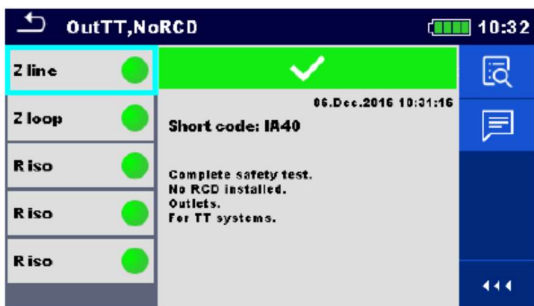 OutTT,NoRCD
10:32
Z line
Z loop
R iso
R iso
R iso
06.Dec.2016 10:31:16
Short code: IA40
Complete safety test.
No RCD installed.
Outlets.
For TT systems.